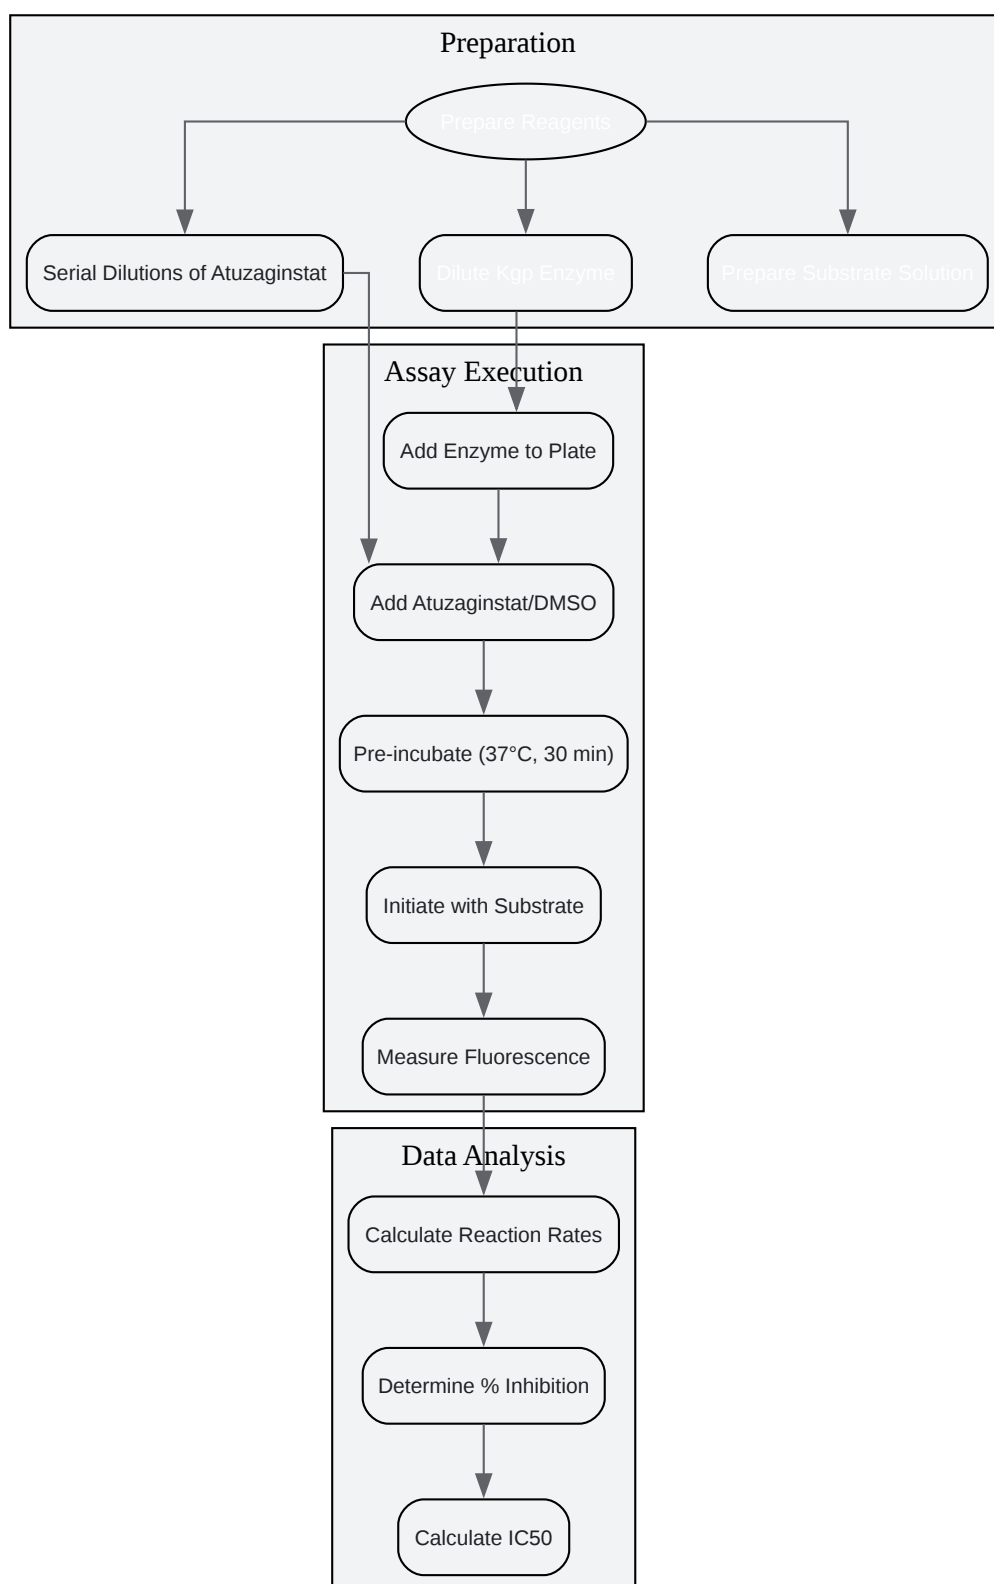 Preparation
Prepare Reagents
Serial Dilutions of Atuzaginstat
Dilute Kgp Enzyme
Prepare Substrate Solution
Assay Execution
Add Enzyme to Plate
Add Atuzaginstat/DMSO
Pre-incubate (37°C, 30 min)
Initiate with Substrate
Measure Fluorescence
Data Analysis
Calculate Reaction Rates
Determine % Inhibition
Calculate IC50